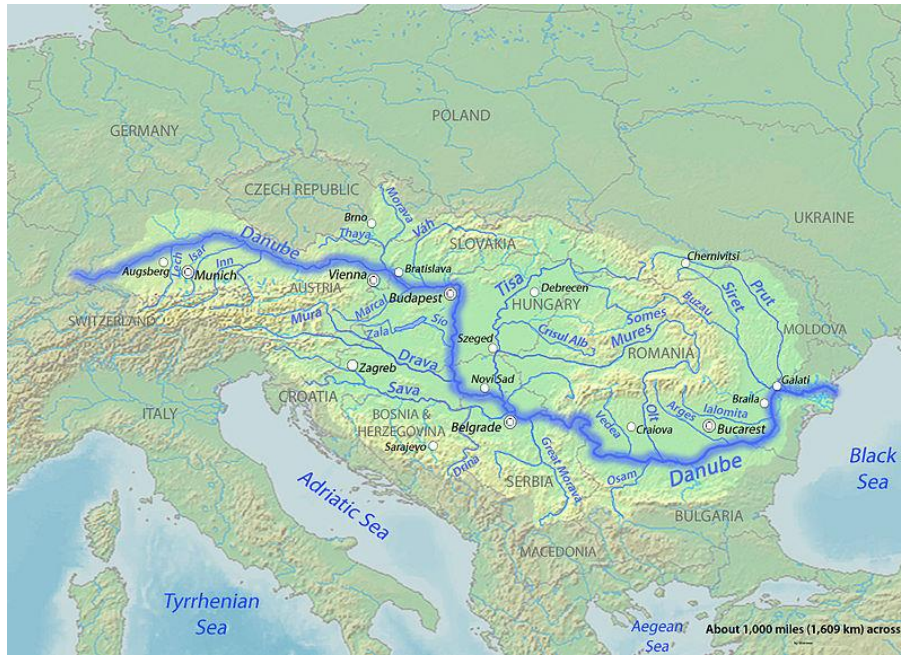 POLAND
GERMANY
CZECH REPUBLIC
Morava
UKRAINE
Brno
Váh
Thaya
Danube
SLOVAKIA
Chernivitsi
Augsberg
Lech
Isar
Inn
Munich
Vienna
Bratislava
AUSTRIA
Budapest
Tisa
Debrecen
HUNGARY
Buzau
Siret
Prut
SWITZERLAND
Mura
Marcal
Zala
Sio
Somes
Mures
Crisul Alb
Szeged
MOLDOVA
ROMANIA
Drava
Zagreb
Sava
Novi Sad
Galati
Braila
CROATIA
ITALY
BOSNIA &
HERZEGOVINA
Belgrade
Vedea
Craiova
Olt
Arges
Ialomita
Bucarest
Sarajevo
Drina
Great Morava
Osam
Danube
Black
Sea
SERBIA
Adriatic Sea
BULGARIA
MACEDONIA
Tyrrhenian
Sea
Aegean
Sea
About 1,000 miles (1,609 km) across